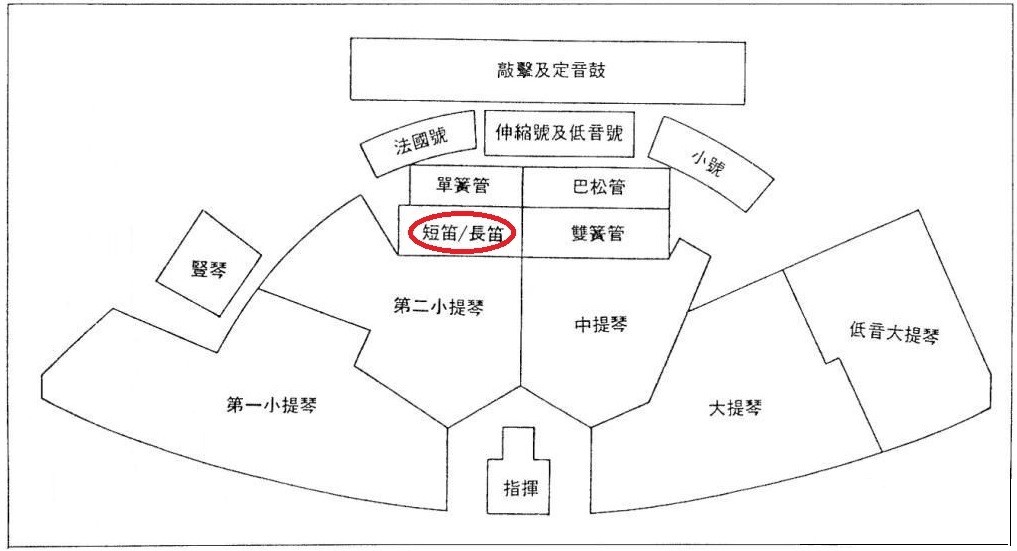 敲擊及定音鼓
法國號
伸縮號及低音號
小號
單簧管
巴松管
短笛/長笛
雙簧管
豎琴
第二小提琴
中提琴
低音大提琴
第一小提琴
大提琴
指揮